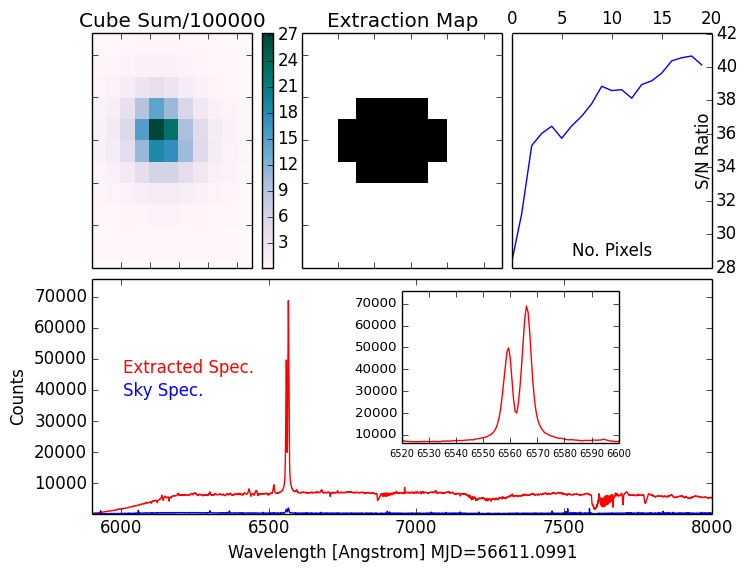 Cube Sum/100000
27
24
21
18
15
12
9
6
3
Extraction Map
0 5 10 15 20
42
40
38
36
34
32
30
28
S/N Ratio
No. Pixels
70000
60000
50000
40000
30000
20000
10000
Counts
Extracted Spec.
Sky Spec.
70000
60000
50000
40000
30000
20000
10000
6520 6530 6540 6550 6560 6570 6580 6590 6600
6000 6500 7000 7500 8000
Wavelength [Angstrom] MJD=56611.0991